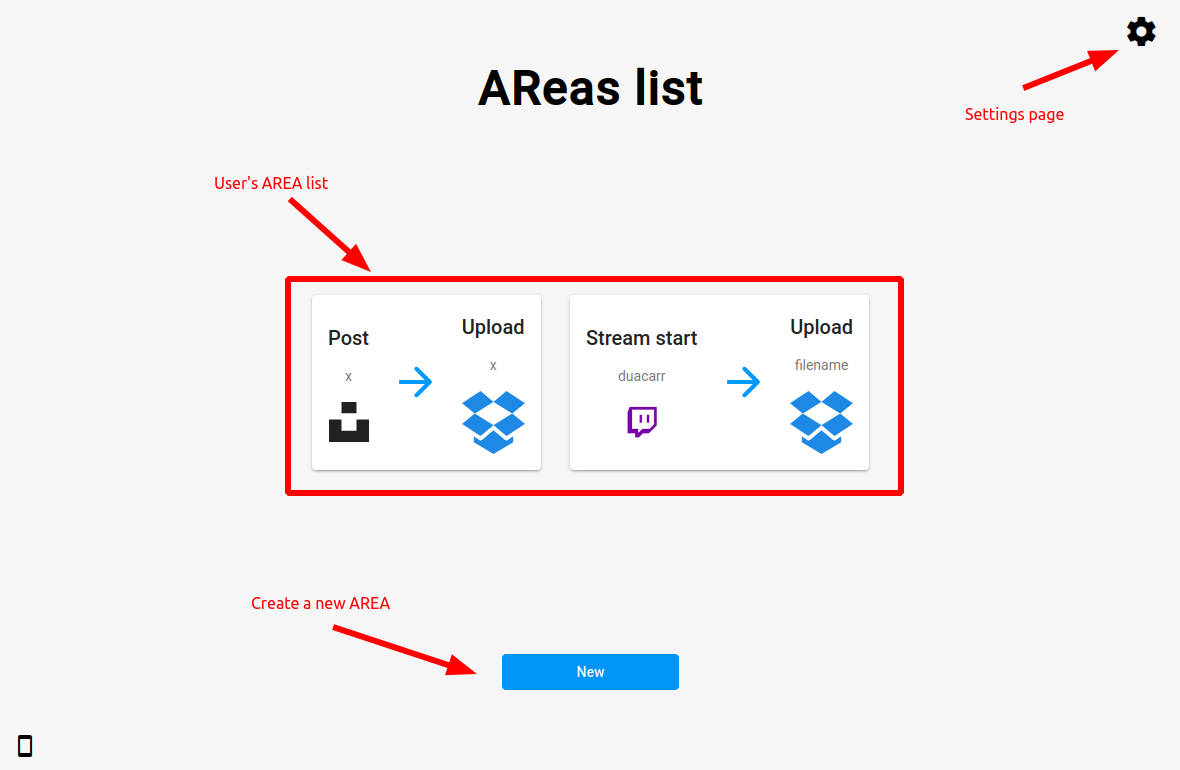 AReas list
Settings page
User's AREA list
Post
x
Upload
x
Stream start
duacarr
Upload
filename
Create a new AREA
New